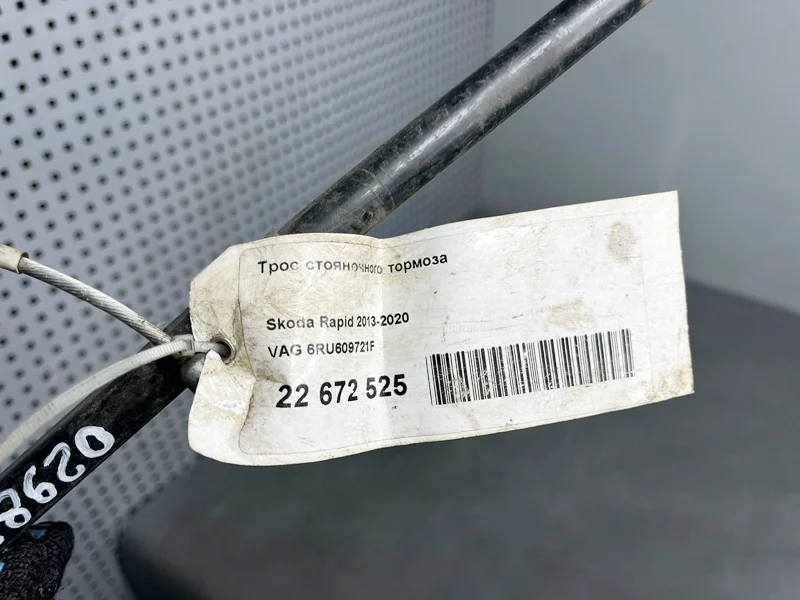 Трос стояночного тормоза
Skoda Rapid 2013-2020
VAG 6RU609721F
22 672 525